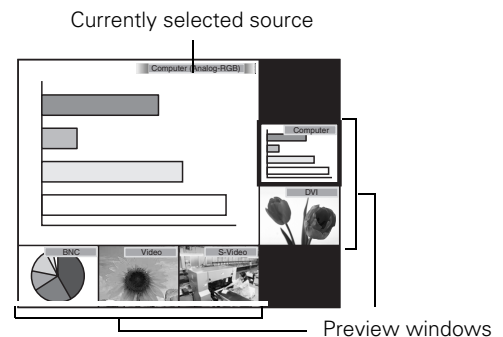 Currently selected source
Computer (Analog-RGB)
Computer
DVI
BNC
Video
S-Video
Preview windows